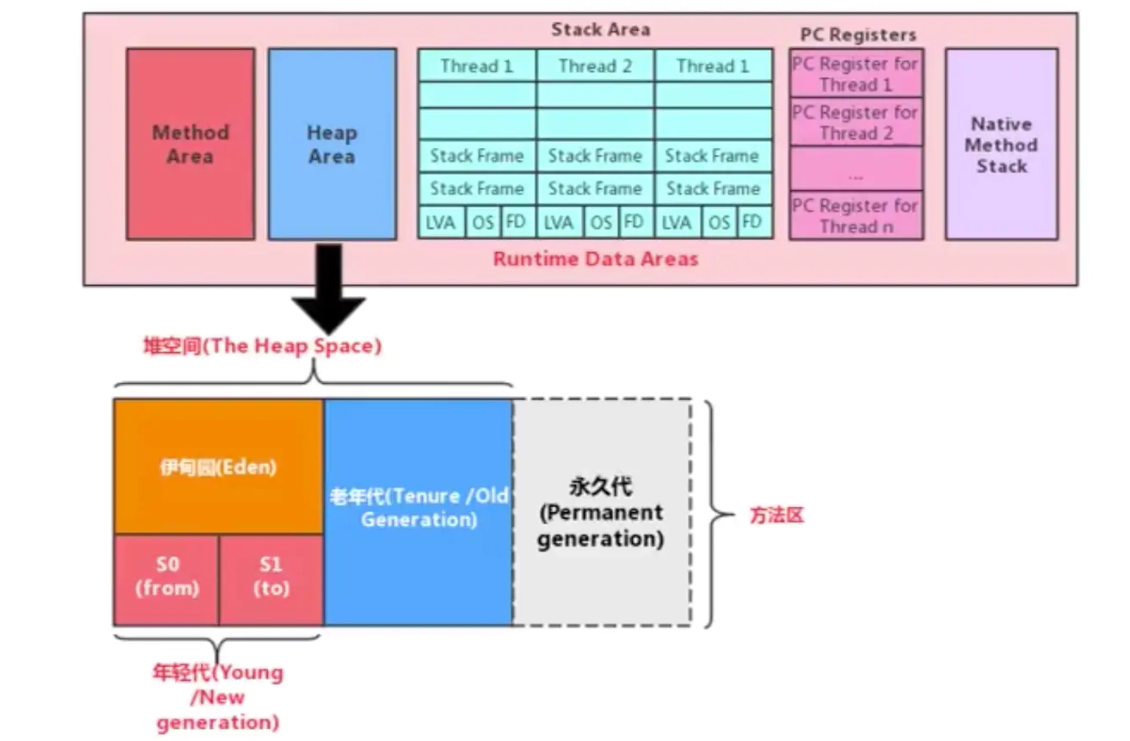 Stack Area
PC Registers
Method
Area
Heap
Area
Thread 1
Thread 2
Thread 1
Stack Frame
Stack Frame
Stack Frame
Stack Frame
Stack Frame
Stack Frame
LVA
OS
FD
LVA
OS
FD
LVA
OS
FD
PC Register for
Thread 1
PC Register for
Thread 2
...
PC Register for
Thread n
Native
Method
Stack
Runtime Data Areas
堆空间(The Heap Space)
伊甸园(Eden)
S0
(from)
S1
(to)
老年代(Tenure /Old
Generation)
永久代
(Permanent
generation)
方法区
年轻代(Young
/New
generation)